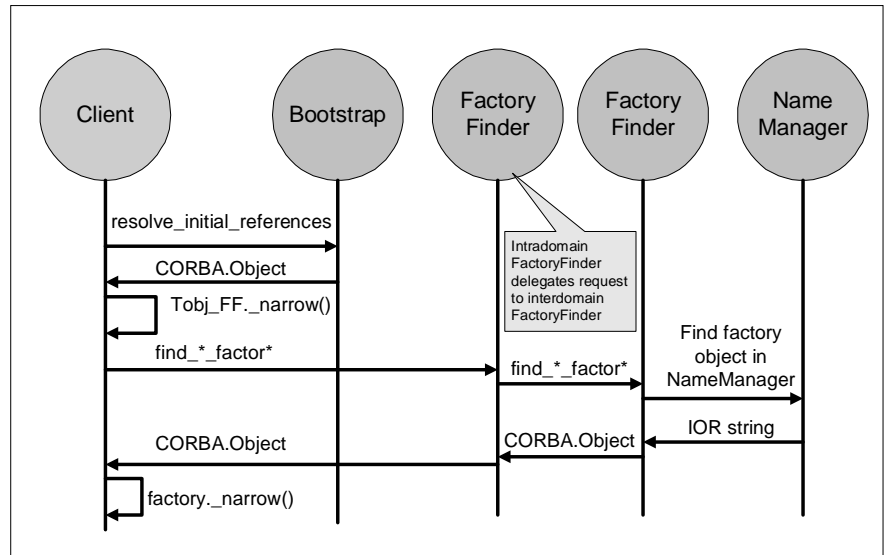 Client
Bootstrap
Factory
Finder
Factory
Finder
Name
Manager
resolve_initial_references
CORBA.Object
Tobj_FF._narrow()
Intradomain
FactoryFinder
delegates request
to interdomain
FactoryFinder
find_*_factor*
find_*_factor*
Find factory
object in
NameManager
IOR string
CORBA.Object
CORBA.Object
factory._narrow()